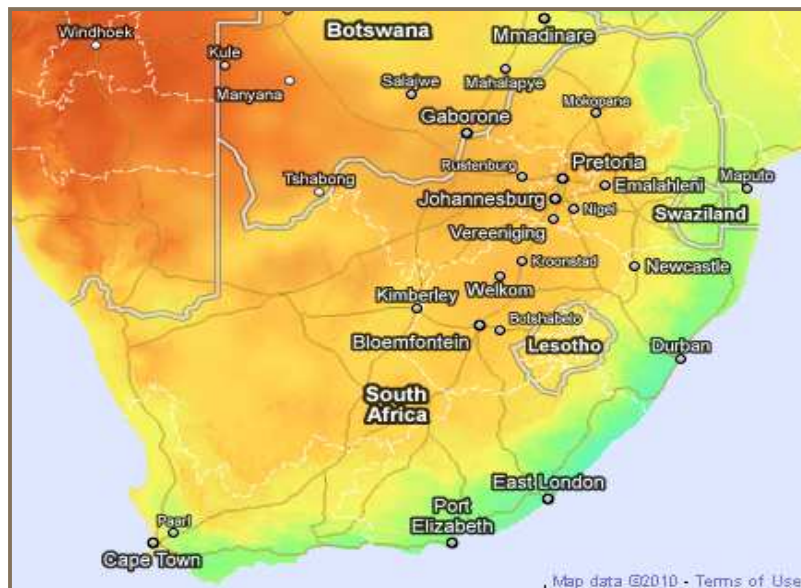 Windhoek
Botswana
Mmadinare
Kule
Manyana
Salajwe
Mahalapye
Mokopane
Gaborone
Tshabong
Rustenburg
Pretoria
Emalahleni
Maputo
Johannesburg
Nigel
Swaziland
Vereeniging
Kroonstad
Newcastle
Kimberley
Welkom
Bloemfontein
Botshabelo
Lesotho
Durban
South
Africa
East London
Port
Elizabeth
Paarl
Cape Town
Map data ©2010 - Terms of Use